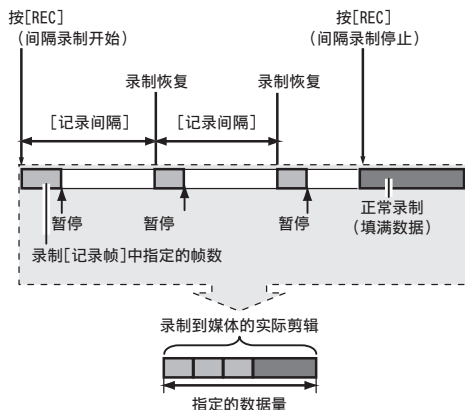 按[REC]
（间隔录制开始）
按[REC]
（间隔录制停止）
录制恢复
录制恢复
[记录间隔]
[记录间隔]
暂停
暂停
暂停
正常录制
（填满数据）
录制[记录帧]中指定的帧数
录制到媒体的实际剪辑
指定的数据量